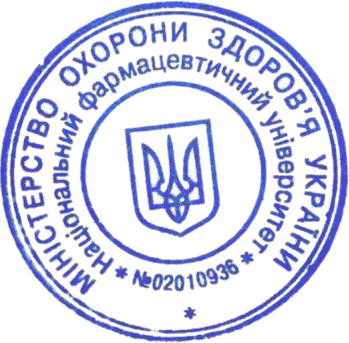 МІНІСТЕРСТВО ОХОРОНИ ЗДОРОВ'Я УКРАЇНИ *
Національний фармацевтичний університет
* №02010936 *